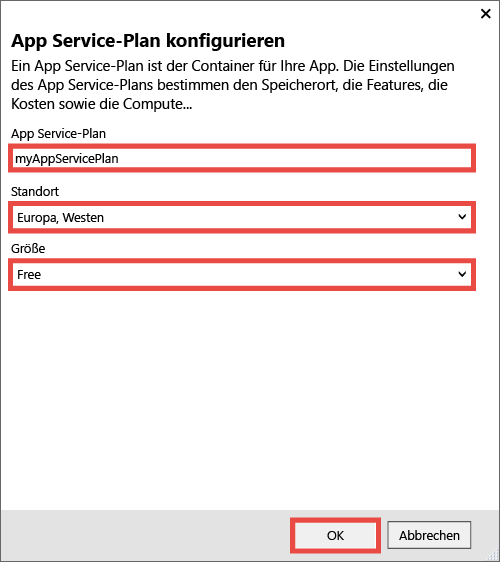 App Service-Plan konfigurieren
Ein App Service-Plan ist der Container für Ihre App. Die Einstellungen
des App Service-Plans bestimmen den Speicherort, die Features, die
Kosten sowie die Compute...
App Service-Plan
myAppServicePlan
Standort
Europa, Westen
Größe
Free
OK
Abbrechen